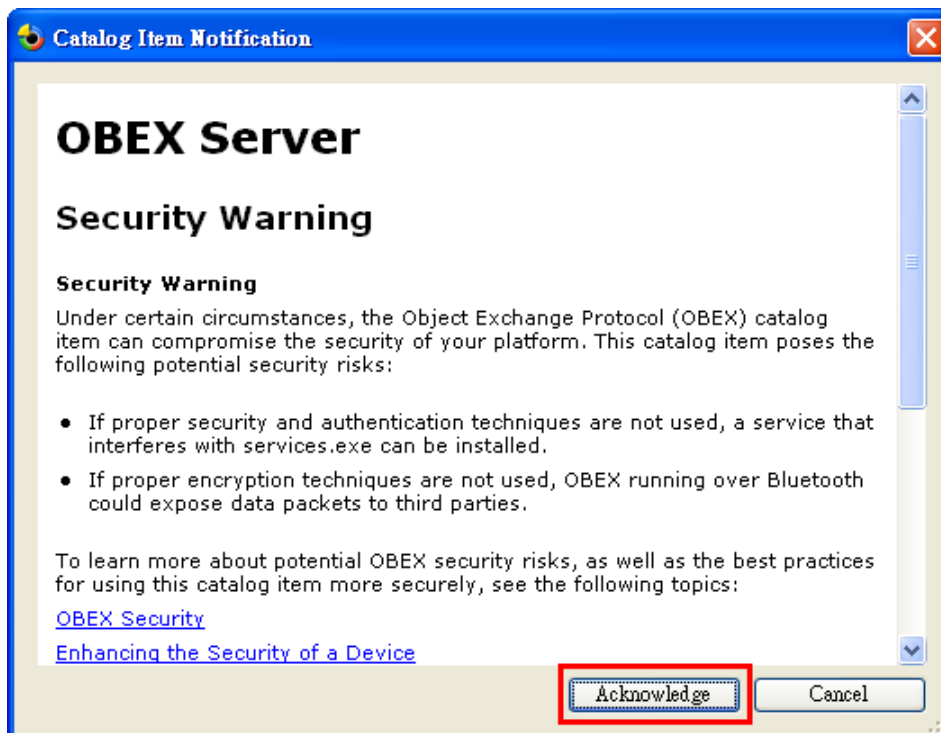 Catalog Item Notification
OBEX Server
Security Warning
Security Warning
Under certain circumstances, the Object Exchange Protocol (OBEX) catalog
item can compromise the security of your platform. This catalog item poses the
following potential security risks:
● If proper security and authentication techniques are not used, a service that
interferes with services.exe can be installed.
● If proper encryption techniques are not used, OBEX running over Bluetooth
could expose data packets to third parties.
To learn more about potential OBEX security risks, as well as the best practices
for using this catalog item more securely, see the following topics:
OBEX Security
Enhancing the Security of a Device
Acknowledge Cancel